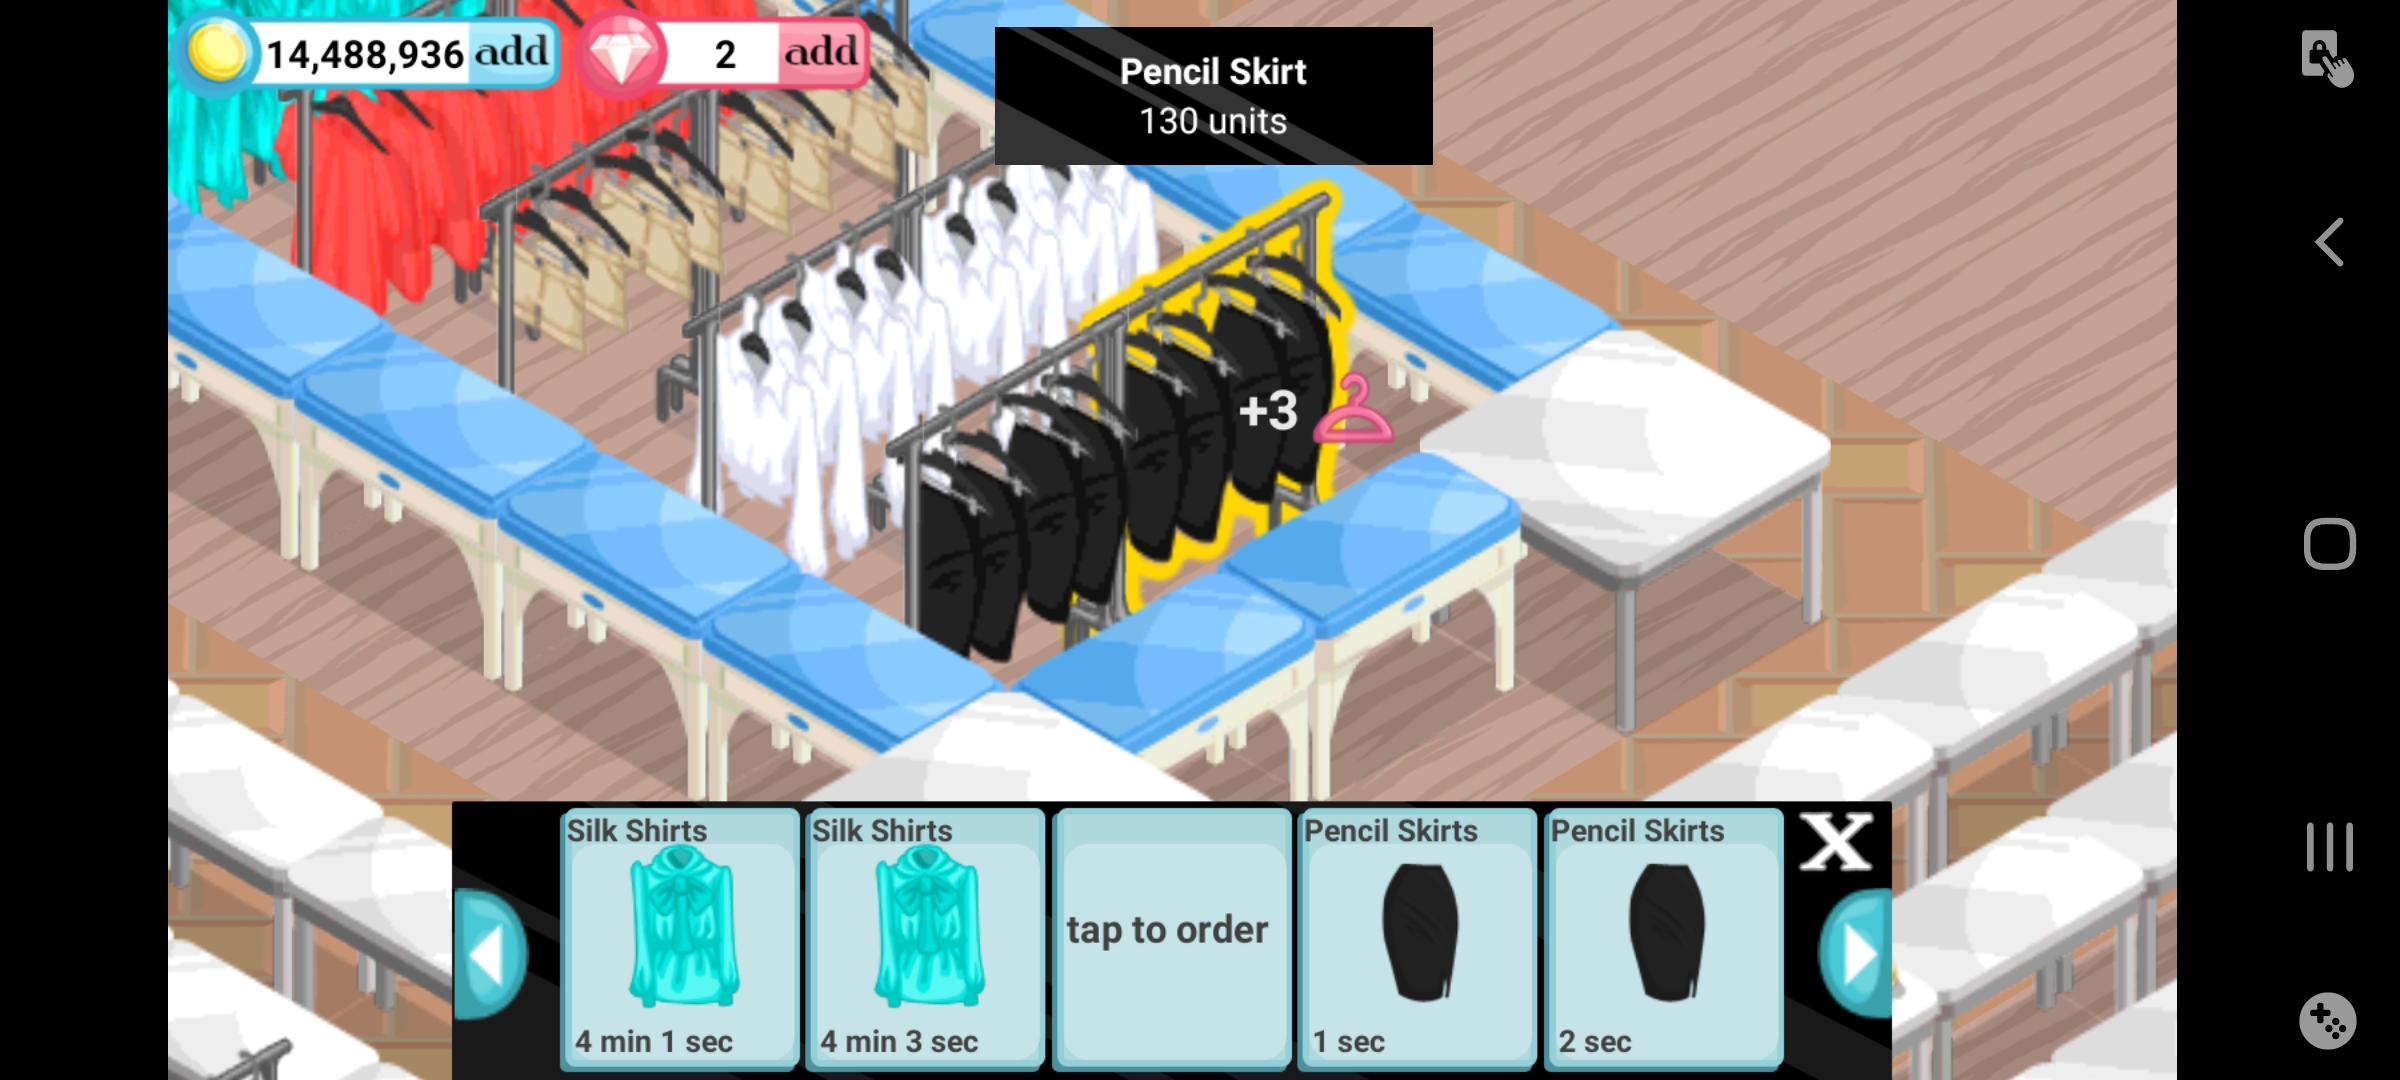 14,488,936 add
2 add
Pencil Skirt
130 units
+3
Silk Shirts
4 min 1 sec
Silk Shirts
4 min 3 sec
tap to order
Pencil Skirts
1 sec
Pencil Skirts
2 sec
X